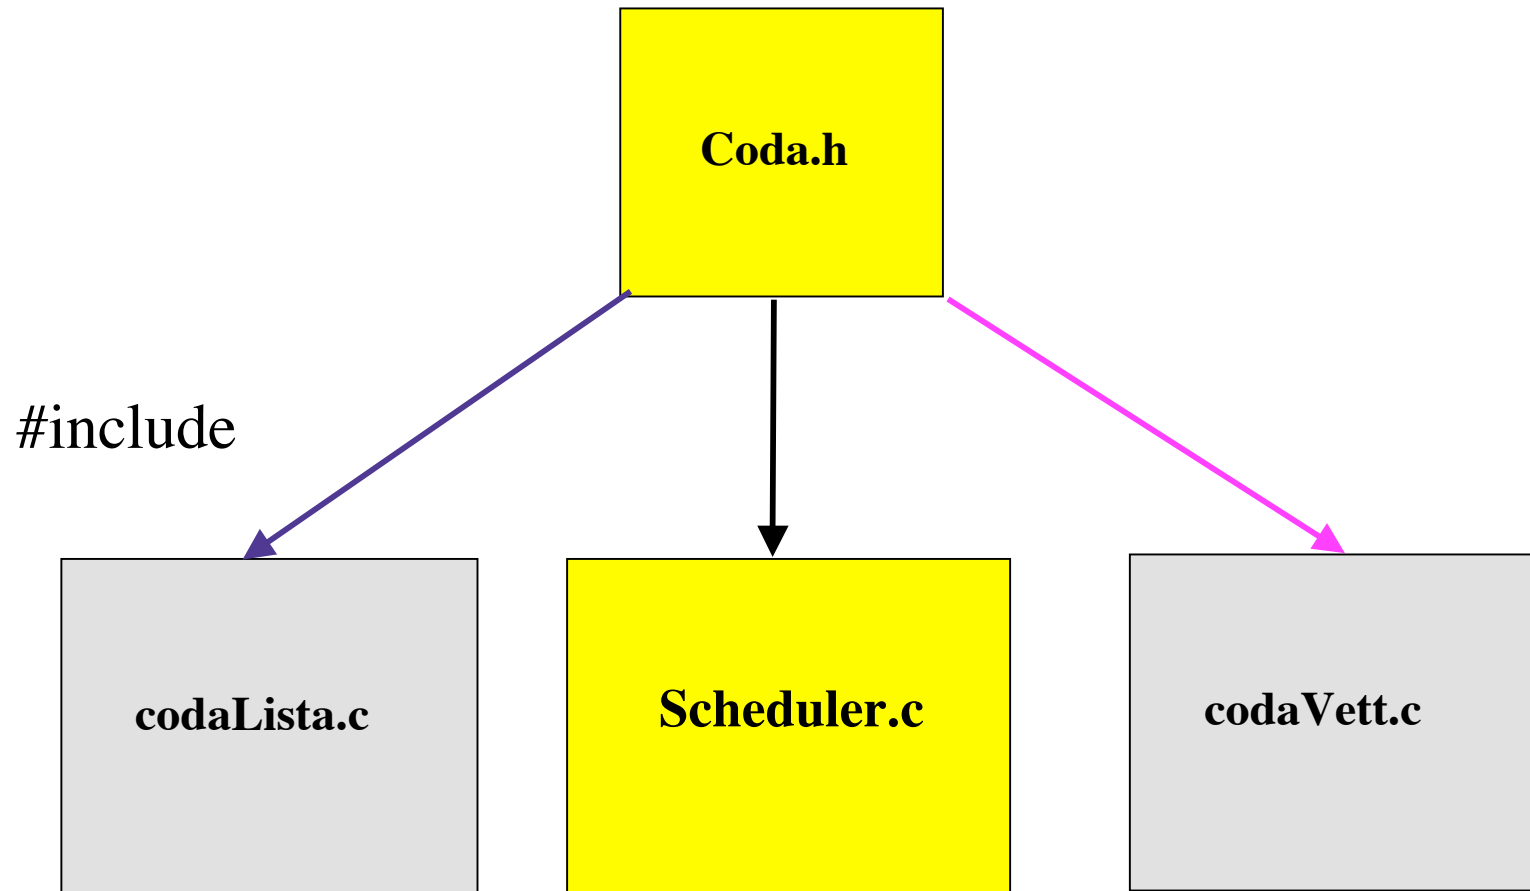 Coda.h
#include
codaLista.c
Scheduler.c
codaVett.c